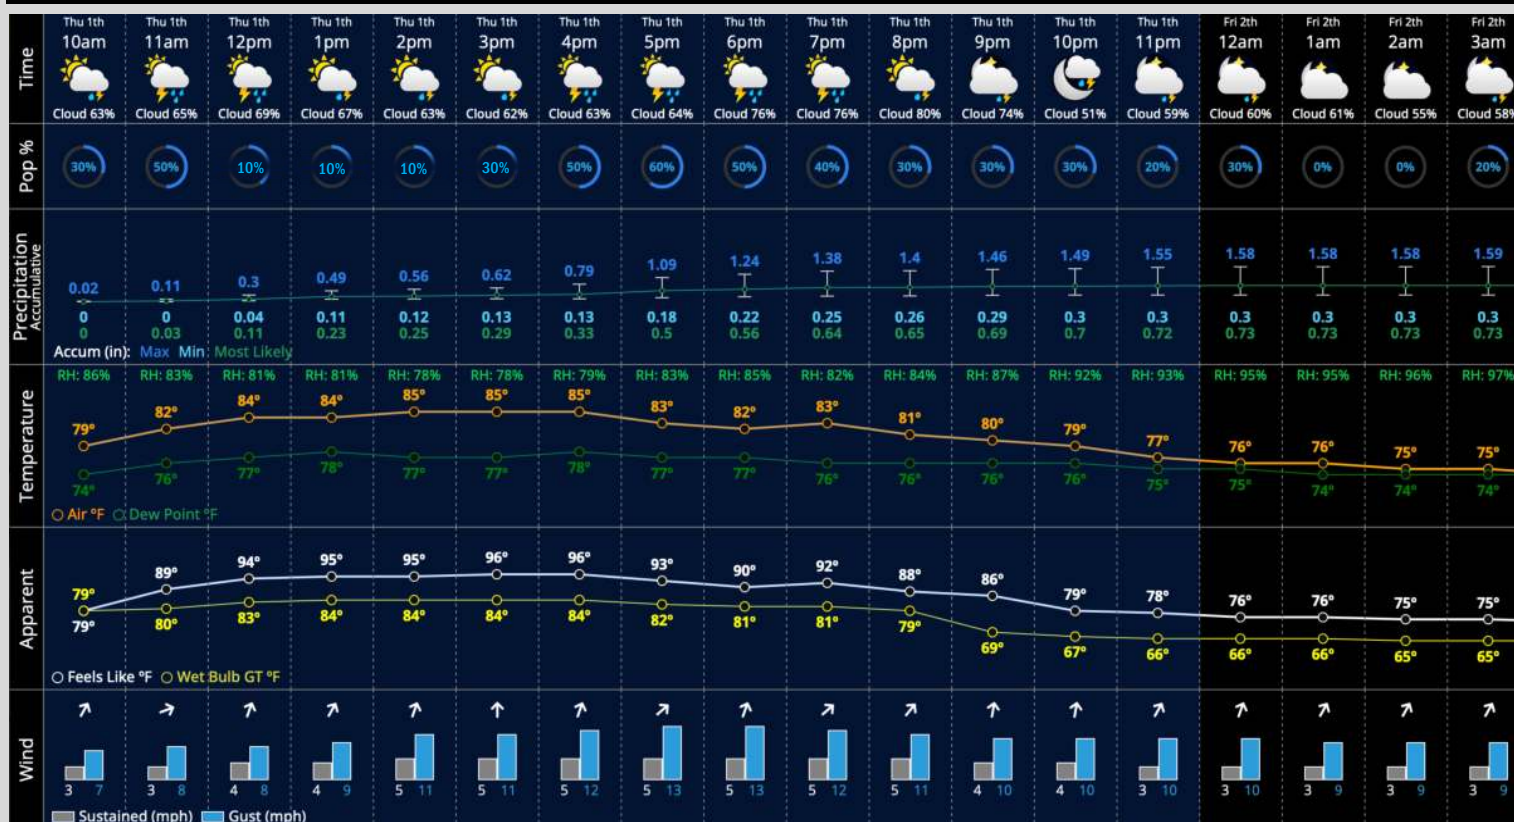 Time
Thu 1th Thu 1th Thu 1th Thu 1th Thu 1th Thu 1th Thu 1th Thu 1th Thu 1th Thu 1th Thu 1th Thu 1th Thu 1th Thu 1th Fri 2th Fri 2th Fri 2th Fri 2th
10am 11am 12pm 1pm 2pm 3pm 4pm 5pm 6pm 7pm 8pm 9pm 10pm 11pm 12am 1am 2am 3am
Cloud 63% Cloud 65% Cloud 69% Cloud 67% Cloud 63% Cloud 62% Cloud 63% Cloud 64% Cloud 76% Cloud 76% Cloud 80% Cloud 74% Cloud 51% Cloud 59% Cloud 60% Cloud 61% Cloud 55% Cloud 58%
Pop %
30% 50% 10% 10% 10% 30% 50% 60% 50% 40% 30% 30% 30% 20% 30% 0% 0% 20%
Precipitation
Accumulative
0.02 0.11 0.3 0.49 0.56 0.62 0.79 1.09 1.24 1.38 1.4 1.46 1.49 1.55 1.58 1.58 1.58 1.59
0 0 0.04 0.11 0.12 0.13 0.13 0.18 0.22 0.25 0.26 0.29 0.3 0.3 0.3 0.3 0.3 0.3
0 0.03 0.11 0.23 0.25 0.29 0.33 0.5 0.56 0.64 0.65 0.69 0.7 0.72 0.73 0.73 0.73 0.73
Accum (in): Max Min Most Likely
Temperature
RH: 86% RH: 83% RH: 81% RH: 81% RH: 78% RH: 78% RH: 79% RH: 83% RH: 85% RH: 82% RH: 84% RH: 87% RH: 92% RH: 93% RH: 95% RH: 95% RH: 96% RH: 97%
79° 82° 84° 84° 85° 85° 85° 83° 82° 83° 81° 80° 79° 77° 76° 76° 75° 75°
74° 76° 77° 78° 77° 77° 78° 77° 77° 76° 76° 76° 76° 75° 75° 74° 74° 74°
Air °F Dew Point °F
Apparent
79° 89° 94° 95° 95° 96° 96° 93° 90° 92° 88° 86° 79° 78° 76° 76° 75° 75°
79° 80° 83° 84° 84° 84° 84° 82° 81° 81° 79° 69° 67° 66° 66° 66° 65° 65°
Feels Like °F Wet Bulb GT °F
Wind
3 7 3 8 4 8 4 9 5 11 5 11 5 12 5 13 5 13 5 12 5 11 4 10 4 10 3 10 3 10 3 9 3 9 3 9
Sustained (mph) Gust (mph)